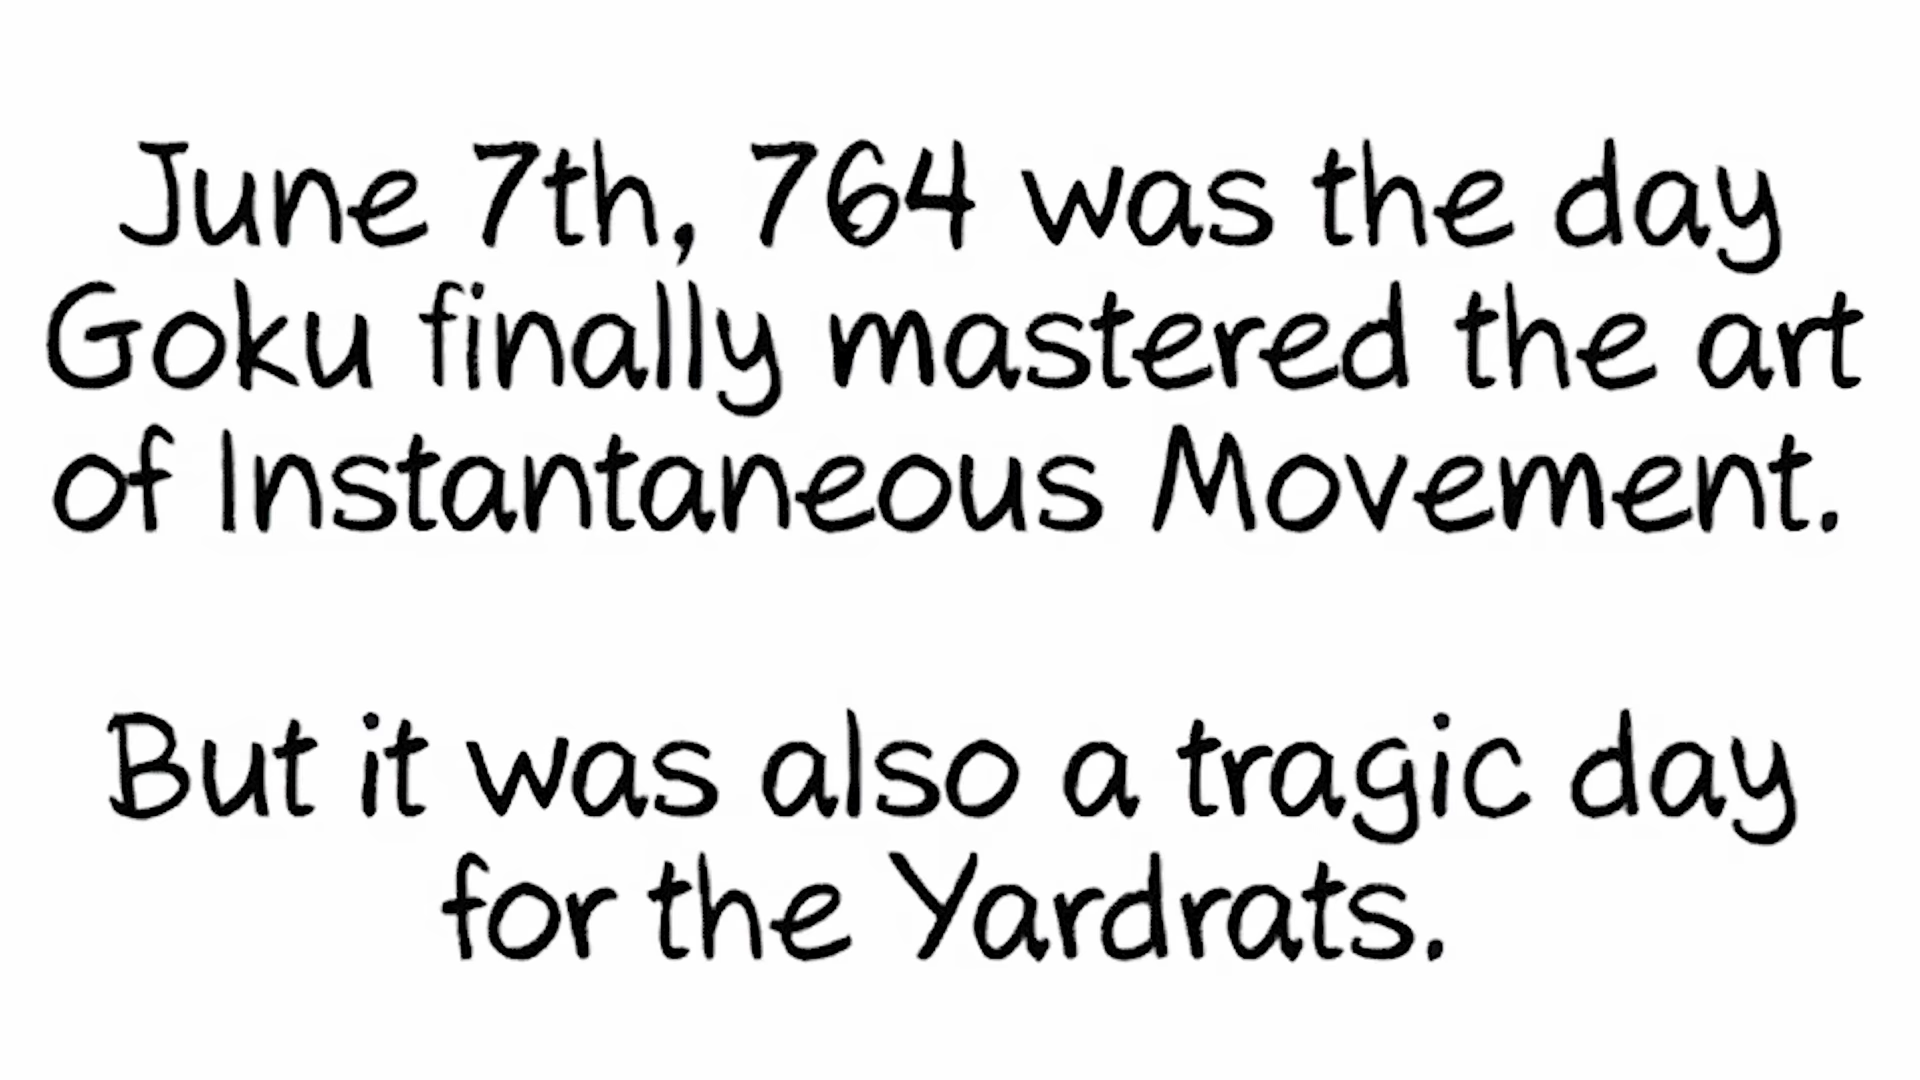 June 7th, 764 was the day
Goku finally mastered the art
of Instantaneous Movement.
But it was also a tragic day
for the Yardrats.